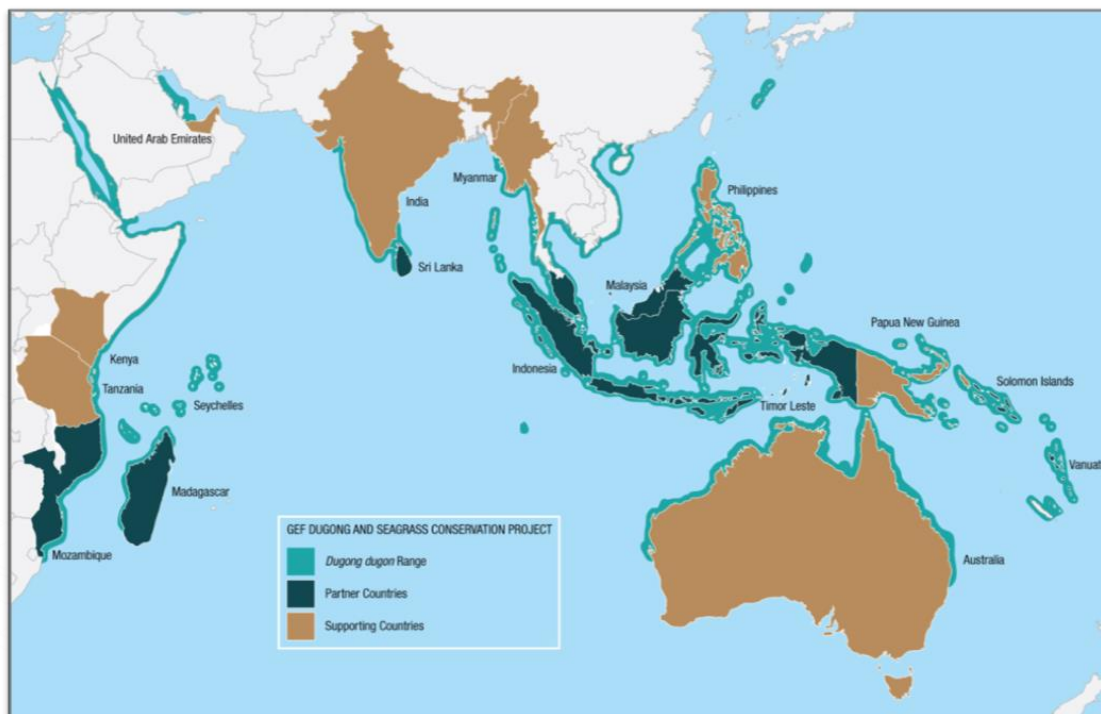 United Arab Emirates
Myanmar
India
Philippines
Sri Lanka
Malaysia
Papua New Guinea
Kenya
Indonesia
Solomon Islands
Tanzania
Seychelles
Timor Leste
Vanuat
Madagascar
GEF DUGONG AND SEAGRASS CONSERVATION PROJECT
Mozambique
Dugong dugon Range
Australia
Partner Countries
Supporting Countries